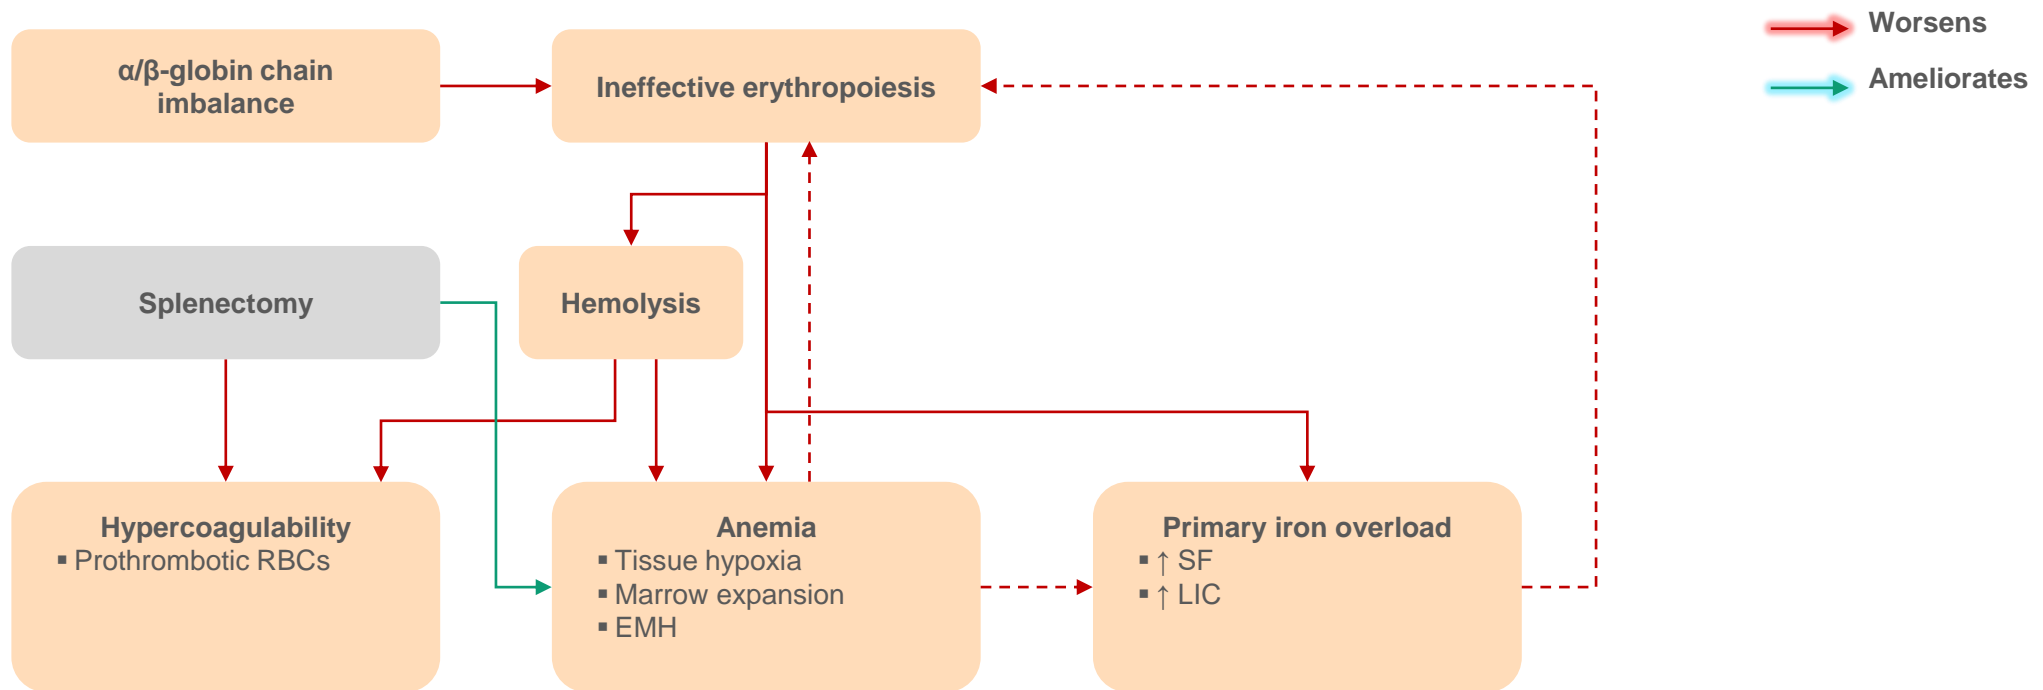 Worsens
Ameliorates
α/β-globin chain
imbalance
Ineffective erythropoiesis
Splenectomy
Hemolysis
Hypercoagulability
▪ Prothrombotic RBCs
Anemia
▪ Tissue hypoxia
▪ Marrow expansion
▪ EMH
Primary iron overload
▪ ↑ SF
▪ ↑ LIC